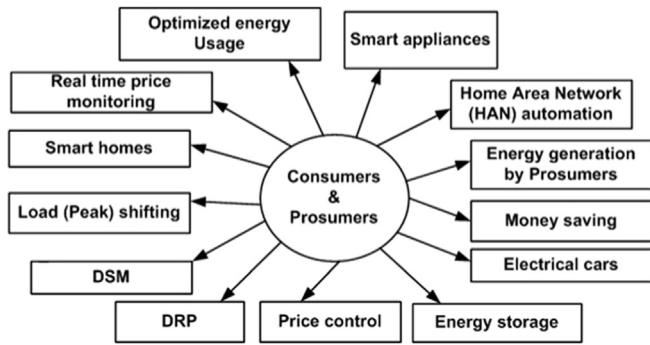 Optimized energy
Usage
Smart appliances
Real time price
monitoring
Home Area Network
(HAN) automation
Smart homes
Energy generation
by Prosumers
Consumers
&
Prosumers
Load (Peak) shifting
Money saving
DSM
Electrical cars
DRP
Price control
Energy storage